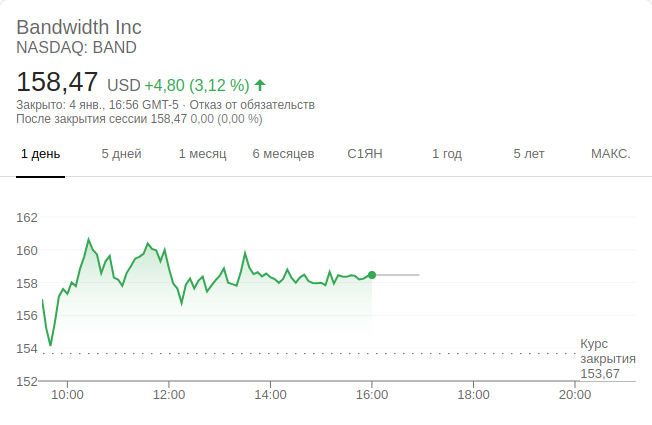 Bandwidth Inc
NASDAQ: BAND
158,47 USD +4,80 (3,12 %)
Закрыто: 4 янв., 16:56 GMT-5 · Отказ от обязательств
После закрытия сессии 158,47 0,00 (0,00 %)
1 день 5 дней 1 месяц 6 месяцев С1ЯН 1 год 5 лет МАКС.
162
160
158
156
154
152
Курс
закрытия
153,67
10:00 12:00 14:00 16:00 18:00 20:00